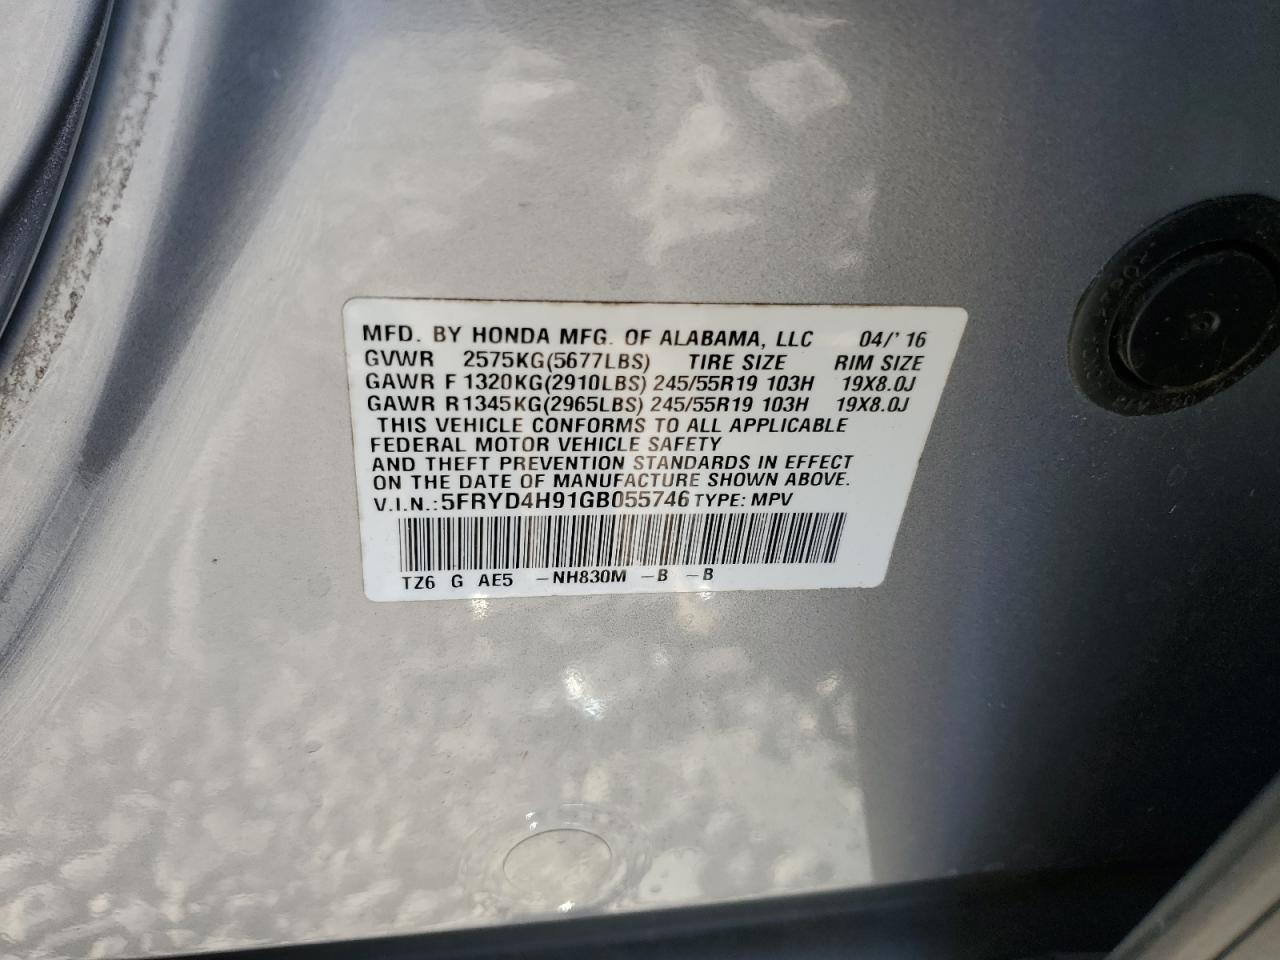 MFD. BY HONDA MFG. OF ALABAMA, LLC 04/'16
GVWR 2575KG(5677LBS) TIRE SIZE RIM SIZE
GAWR F 1320KG(2910LBS) 245/55R19 103H 19X8.0J
GAWR R1345KG(2965LBS) 245/55R19 103H 19X8.0J
THIS VEHICLE CONFORMS TO ALL APPLICABLE
FEDERAL MOTOR VEHICLE SAFETY
AND THEFT PREVENTION STANDARDS IN EFFECT
ON THE DATE OF MANUFACTURE SHOWN ABOVE.
V.I.N.:5FRYD4H91GB055746 TYPE: MPV
TZ6 G AE5 -NH830M -B -B